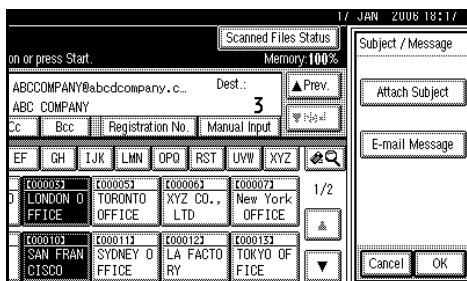 17 JAN 2006 18:17
Scanned Files Status
Subject / Message
on or press Start.
Memory:100%
ABCCOMPANY@abcdcompany.c...
Dest.:
▲Prev.
Attach Subject
ABC COMPANY
3
▼Next
Cc
Bcc
Registration No.
Manual Input
E-mail Message
EF
GH
IJK
LMN
OPQ
RST
UVW
XYZ
[00003]
[00005]
[00006]
[00007]
LONDON O
TORONTO
XYZ CO.,
New York
1/2
FFICE
OFFICE
LTD
OFFICE
[00010]
[00011]
[00012]
[00013]
SAN FRAN
SYDNEY O
LA FACTO
TOKYO OF
CISCO
FFICE
RY
FICE
▼
Cancel
OK